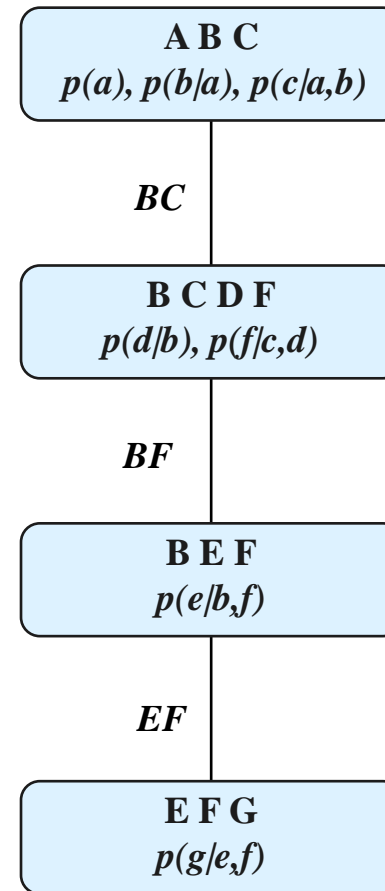 A B C
p(a), p(b/a), p(c/a,b)
BC
B C D F
p(d/b), p(f/c,d)
BF
B E F
p(e/b,f)
EF
E F G
p(g/e,f)